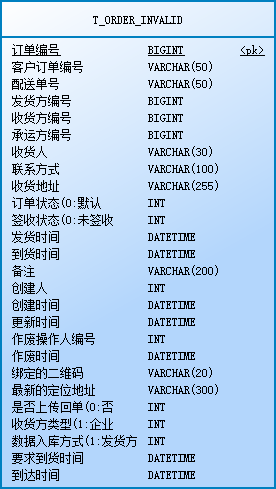 T_ORDER_INVALID
订单编号 BIGINT <pk>
客户订单编号 VARCHAR(50)
配送单号 VARCHAR(50)
发货方编号 BIGINT
收货方编号 BIGINT
承运方编号 BIGINT
收货人 VARCHAR(30)
联系方式 VARCHAR(100)
收货地址 VARCHAR(255)
订单状态(0:默认 INT
签收状态(0:未签收 INT
发货时间 DATETIME
到货时间 DATETIME
备注 VARCHAR(200)
创建人 INT
创建时间 DATETIME
更新时间 DATETIME
作废操作人编号 INT
作废时间 DATETIME
绑定的二维码 VARCHAR(20)
最新的定位地址 VARCHAR(300)
是否上传回单(0:否 INT
收货方类型(1:企业 INT
数据入库方式(1:发货方 INT
要求到货时间 DATETIME
到达时间 DATETIME